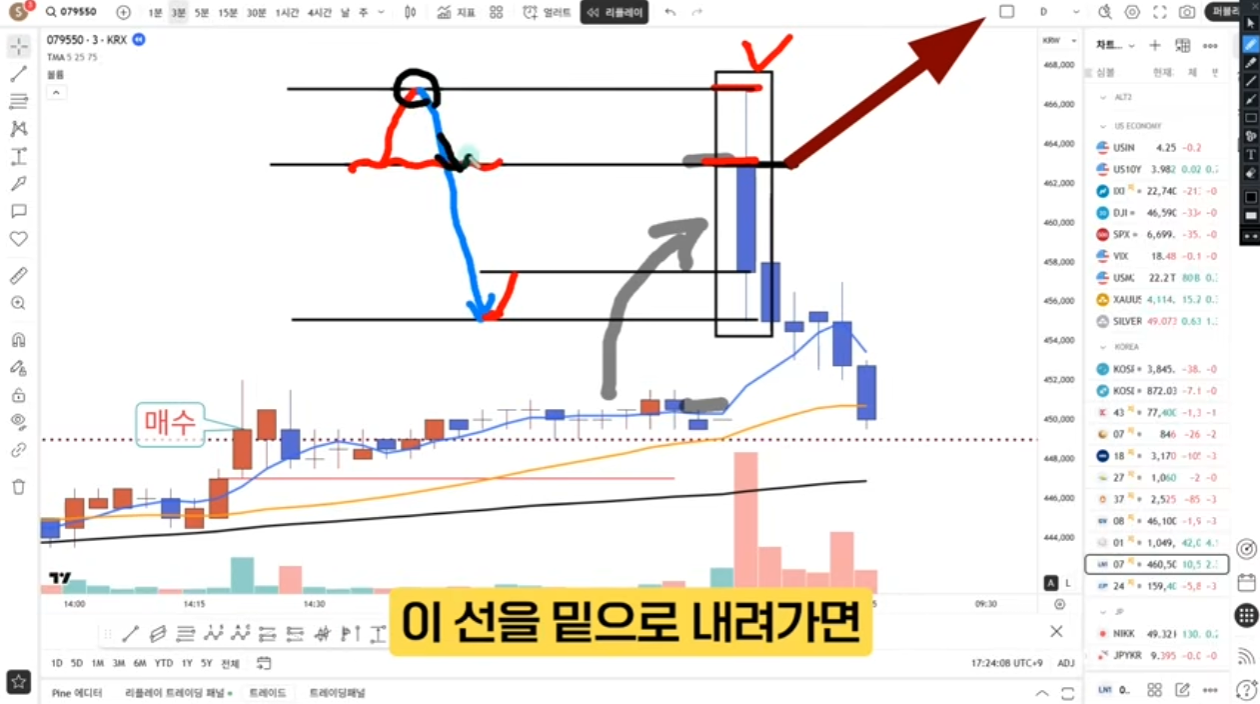 S 3 079550 1분 3분 5분 15분 30분 1시간 4시간 날 주 지표 얼러트 리플레이 D 퍼블
079550 · 3 · KRX
TMA 5 25 75
볼륨
KRW
468,000
466,000
464,000
462,000
460,000
458,000
456,000
454,000
452,000
450,000
448,000
446,000
444,000
매수
차트...
심볼 현재. 체
ALT2
US ECONOMY
USIN 4.25 -0.2
US10Y 3.982 0.02 0.2
IXI 22,740 -213 -0
DJI 46,590 -334 -0
SPX 6,699. -35. -0
VIX 18.48 -0.1 -0
USMC 22.2T 80B 0.3
XAUUS 4,114. 15.2 0.3
SILVER 49.073 0.63 1.3
KOREA
KOSI 3,845. -38. -0
KOSI 872.03 -7.1 -0
43 77,400 -1,3 -1
07 846 -26 -2
18 3,170 -105 -3
27 1,060 -2 -0
37 2,525 -85 -3
08 46,100 -1,9 -3
01 1,049, 42,0 4.1
07 460,50 10,5 2.3
24 159,40 -5,8 -3
JP
NIKK 49.321 130. 0.2
JPYKR 9.395 -0.0 -0
A L
14:00 14:15 14:30 09:30
이 선을 밑으로 내려가면
1D 5D 1M 3M 6M YTD 1Y 5Y 전체 17:24:08 UTC+9 ADJ
Pine 에디터 리플레이 트레이딩 패널 트레이드 트레이딩패널
LN1 0..